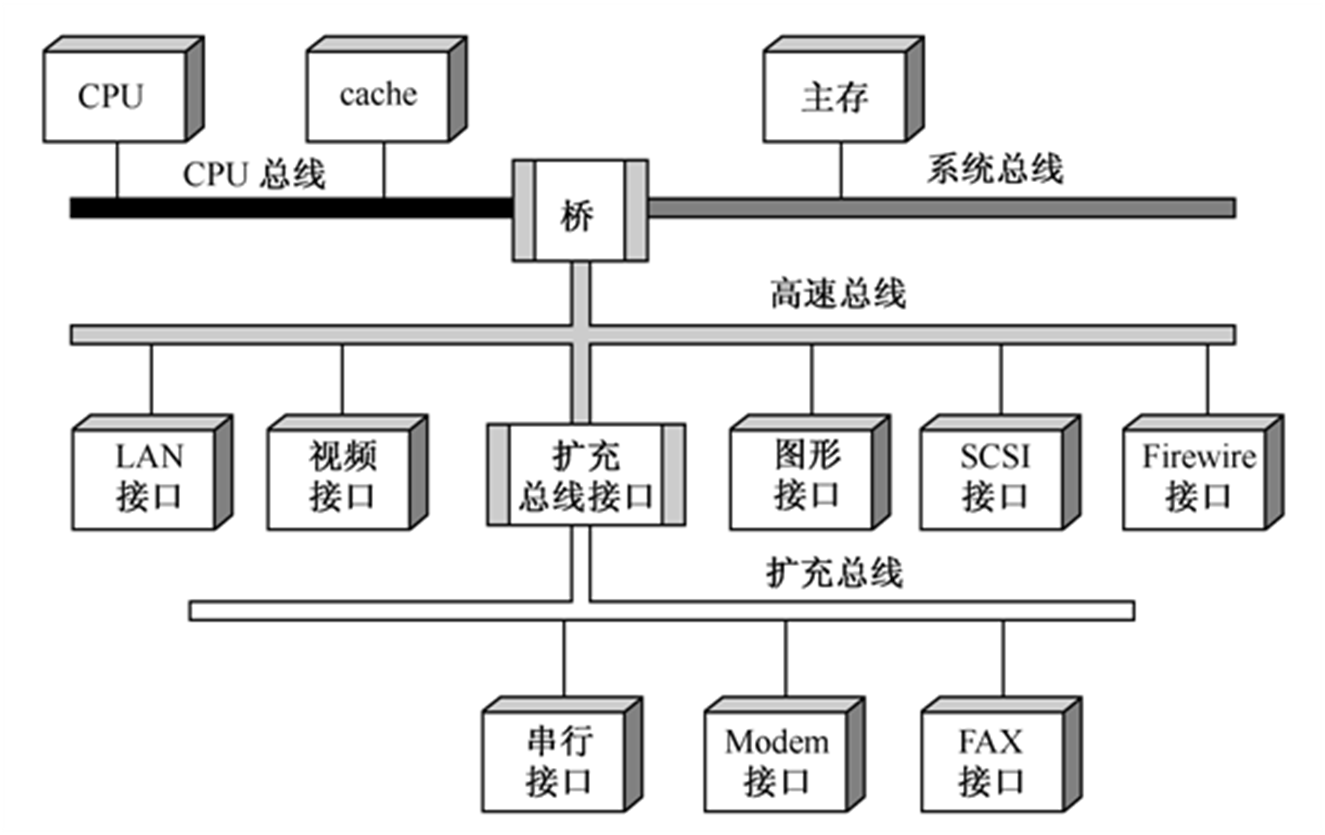 CPU
cache
主存
CPU 总线
桥
系统总线
高速总线
LAN
接口
视频
接口
扩充
总线接口
图形
接口
SCSI
接口
Firewire
接口
扩充总线
串行
接口
Modem
接口
FAX
接口